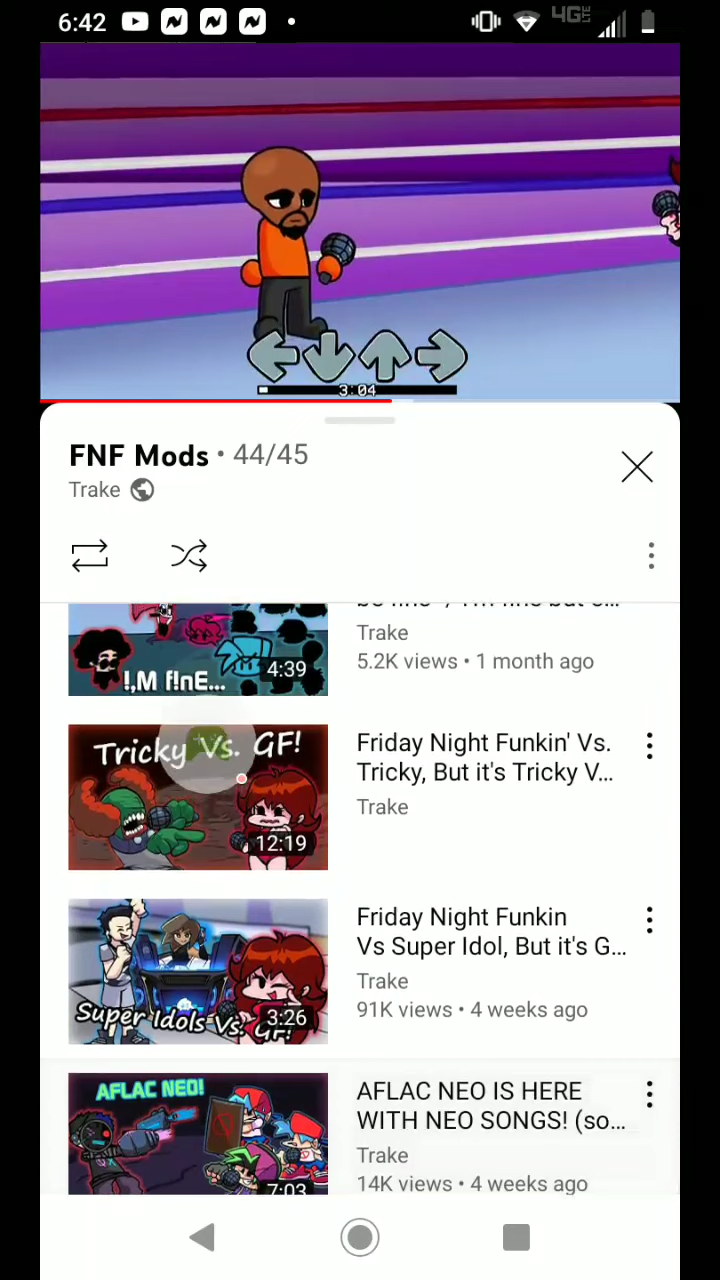 6:42
4G LTE
3:04
FNF Mods • 44/45
Trake
Trake
5.2K views • 1 month ago
!,M f!nE...
4:39
Tricky Vs. GF!
12:19
Friday Night Funkin' Vs.
Tricky, But it's Tricky V...
Trake
Super Idols Vs. GF!
3:26
Friday Night Funkin
Vs Super Idol, But it's G...
Trake
91K views • 4 weeks ago
AFLAC NEO!
7:03
AFLAC NEO IS HERE
WITH NEO SONGS! (so...
Trake
14K views • 4 weeks ago